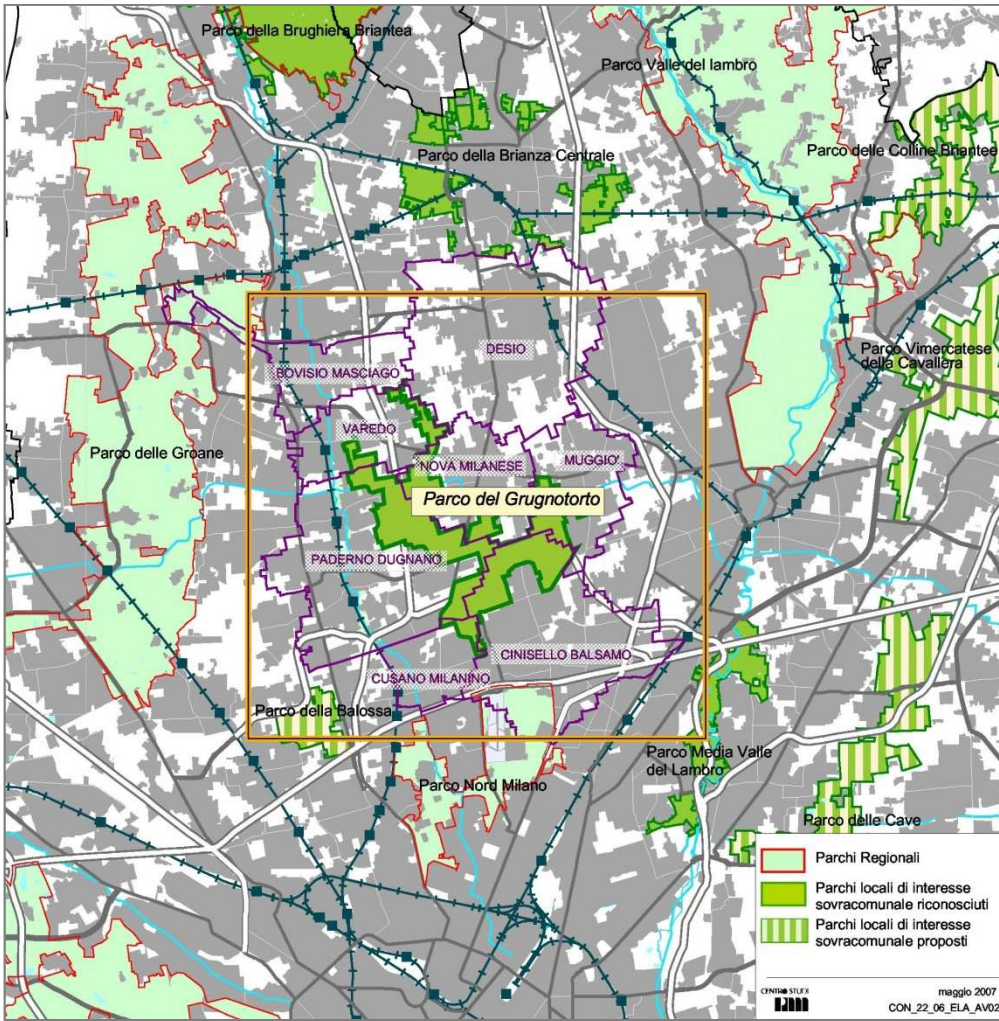 Parco della Brughiera Briantea
Parco Valle del lambro
Parco della Brianza Centrale
Parco delle Colline Briantee
DESIO
Parco Vimercatese
della Cavallera
BOVISIO MASCIAGO
VAREDO
Parco delle Groane
NOVA MILANESE
MUGGIO'
Parco del Grugnotorto
PADERNO DUGNANO
CINISELLO BALSAMO
CUSANO MILANINO
Parco della Balossa
Parco Media Valle
del Lambro
Parco Nord Milano
Parco delle Cave
Parchi Regionali
Parchi locali di interesse
sovracomunale riconosciuti
Parchi locali di interesse
sovracomunale proposti
CENTRO STUDI
PIM
maggio 2007
CON_22_06_ELA_AV02